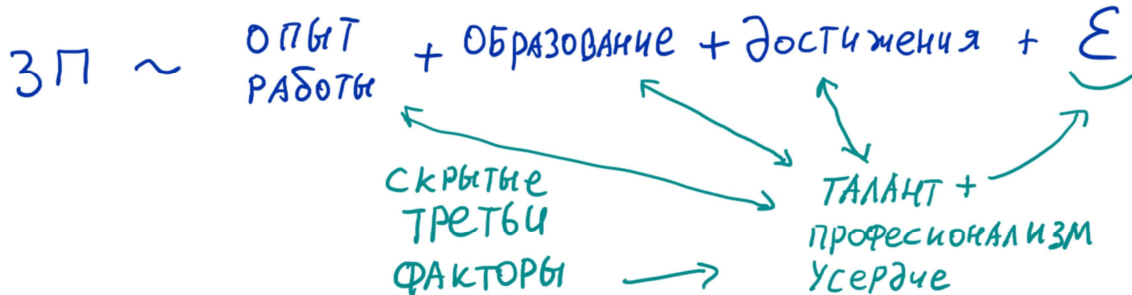 ЗП ~ ОПЫТ РАБОТЫ + ОБРАЗОВАНИЕ + достижения + ε
СКРЫТЫЕ
ТРЕТЬИ
ФАКТОРЫ →
ТАЛАНТ +
ПРОФЕСИОНАЛИЗМ
Усердие